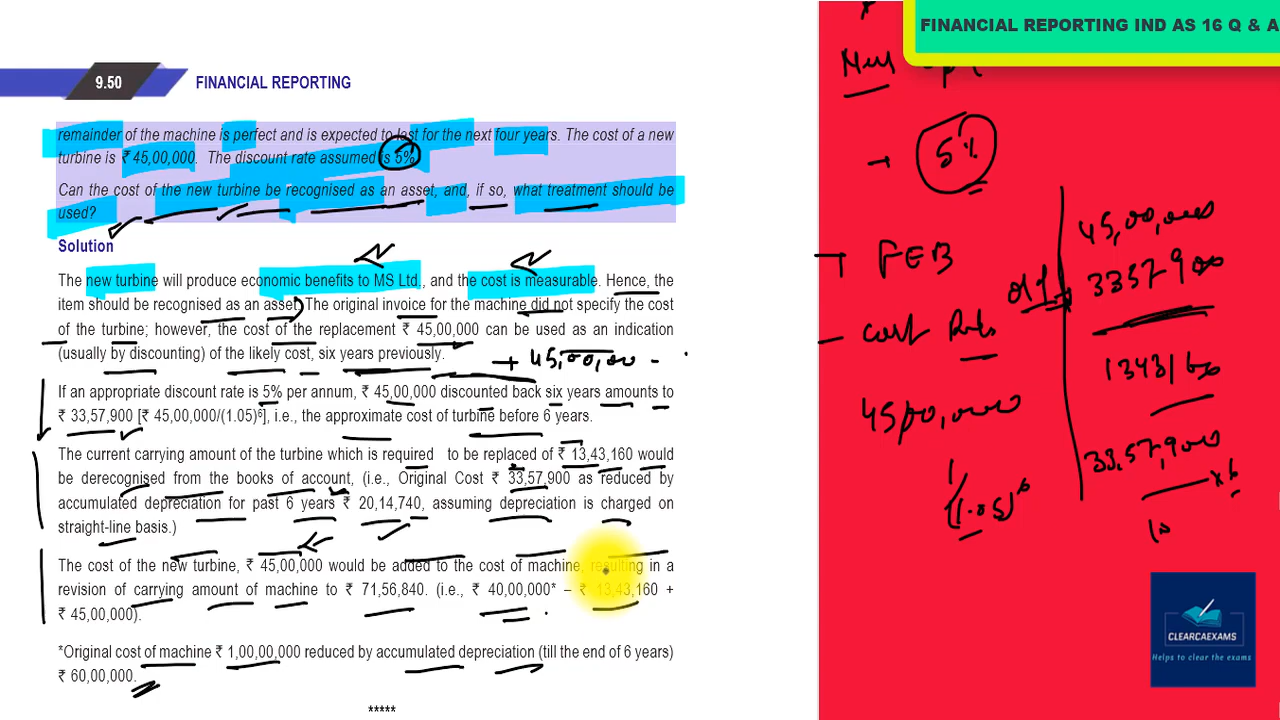 FINANCIAL REPORTING IND AS 16 Q & A
9.50 FINANCIAL REPORTING
remainder of the machine is perfect and is expected to last for the next four years. The cost of a new
turbine is ₹ 45,00,000. The discount rate assumed is 5%.
Can the cost of the new turbine be recognised as an asset, and, if so, what treatment should be
used?
Solution
The new turbine will produce economic benefits to MS Ltd., and the cost is measurable. Hence, the
item should be recognised as an asset. The original invoice for the machine did not specify the cost
of the turbine; however, the cost of the replacement ₹ 45,00,000 can be used as an indication
(usually by discounting) of the likely cost, six years previously.
45,00,000 -
If an appropriate discount rate is 5% per annum, ₹ 45,00,000 discounted back six years amounts to
₹ 33,57,900 [₹ 45,00,000/(1.05)⁶], i.e., the approximate cost of turbine before 6 years.
The current carrying amount of the turbine which is required to be replaced of ₹ 13,43,160 would
be derecognised from the books of account, (i.e., Original Cost ₹ 33,57,900 as reduced by
accumulated depreciation for past 6 years ₹ 20,14,740, assuming depreciation is charged on
straight-line basis.)
The cost of the new turbine, ₹ 45,00,000 would be added to the cost of machine, resulting in a
revision of carrying amount of machine to ₹ 71,56,840. (i.e., ₹ 40,00,000* – ₹ 13,43,160 +
₹ 45,00,000).
*Original cost of machine ₹ 1,00,00,000 reduced by accumulated depreciation (till the end of 6 years)
₹ 60,00,000.
*****
5%
FEB
45,00,000
3357900
1343160
33,57,900
× 6
10
1
(1.05)⁶
CLEARCAEXAMS
Helps to clear the exams